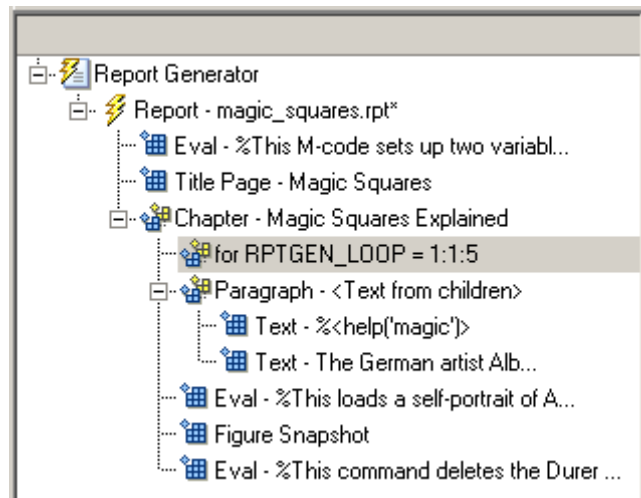 Report Generator
Report - magic_squares.rpt*
Eval - %This M-code sets up two variabl...
Title Page - Magic Squares
Chapter - Magic Squares Explained
for RPTGEN_LOOP = 1:1:5
Paragraph - <Text from children>
Text - %<help('magic')>
Text - The German artist Alb...
Eval - %This loads a self-portrait of A...
Figure Snapshot
Eval - %This command deletes the Durer ...